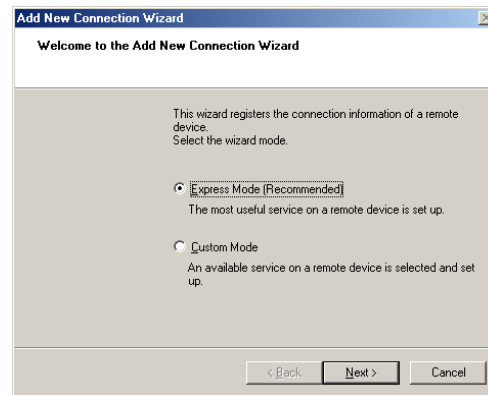 Add New Connection Wizard
Welcome to the Add New Connection Wizard
This wizard registers the connection information of a remote
device.
Select the wizard mode.
Express Mode (Recommended)
The most useful service on a remote device is set up.
Custom Mode
An available service on a remote device is selected and set
up.
< Back Next > Cancel